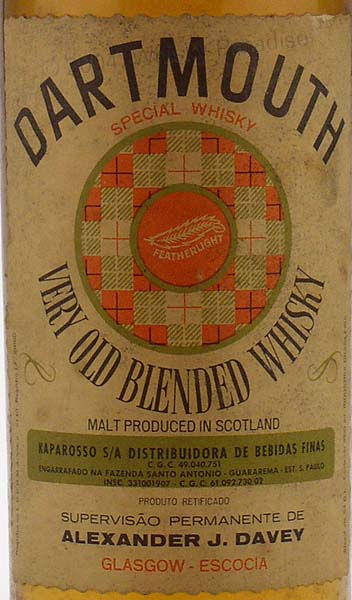 DARTMOUTH
SPECIAL WHISKY
FEATHERLIGHT
VERY OLD BLENDED WHISKY
MALT PRODUCED IN SCOTLAND
KAPAROSSO S/A DISTRIBUIDORA DE BEBIDAS FINAS
C.G.C. 49.040.751
ENGARRAFADO NA FAZENDA SANTO ANTONIO - GUARAREMA - EST. S. PAULO
INSC. 331001907 - C.G.C. 61.092.730-02
PRODUTO RETIFICADO
SUPERVISÃO PERMANENTE DE
ALEXANDER J. DAVEY
GLASGOW - ESCOCIA